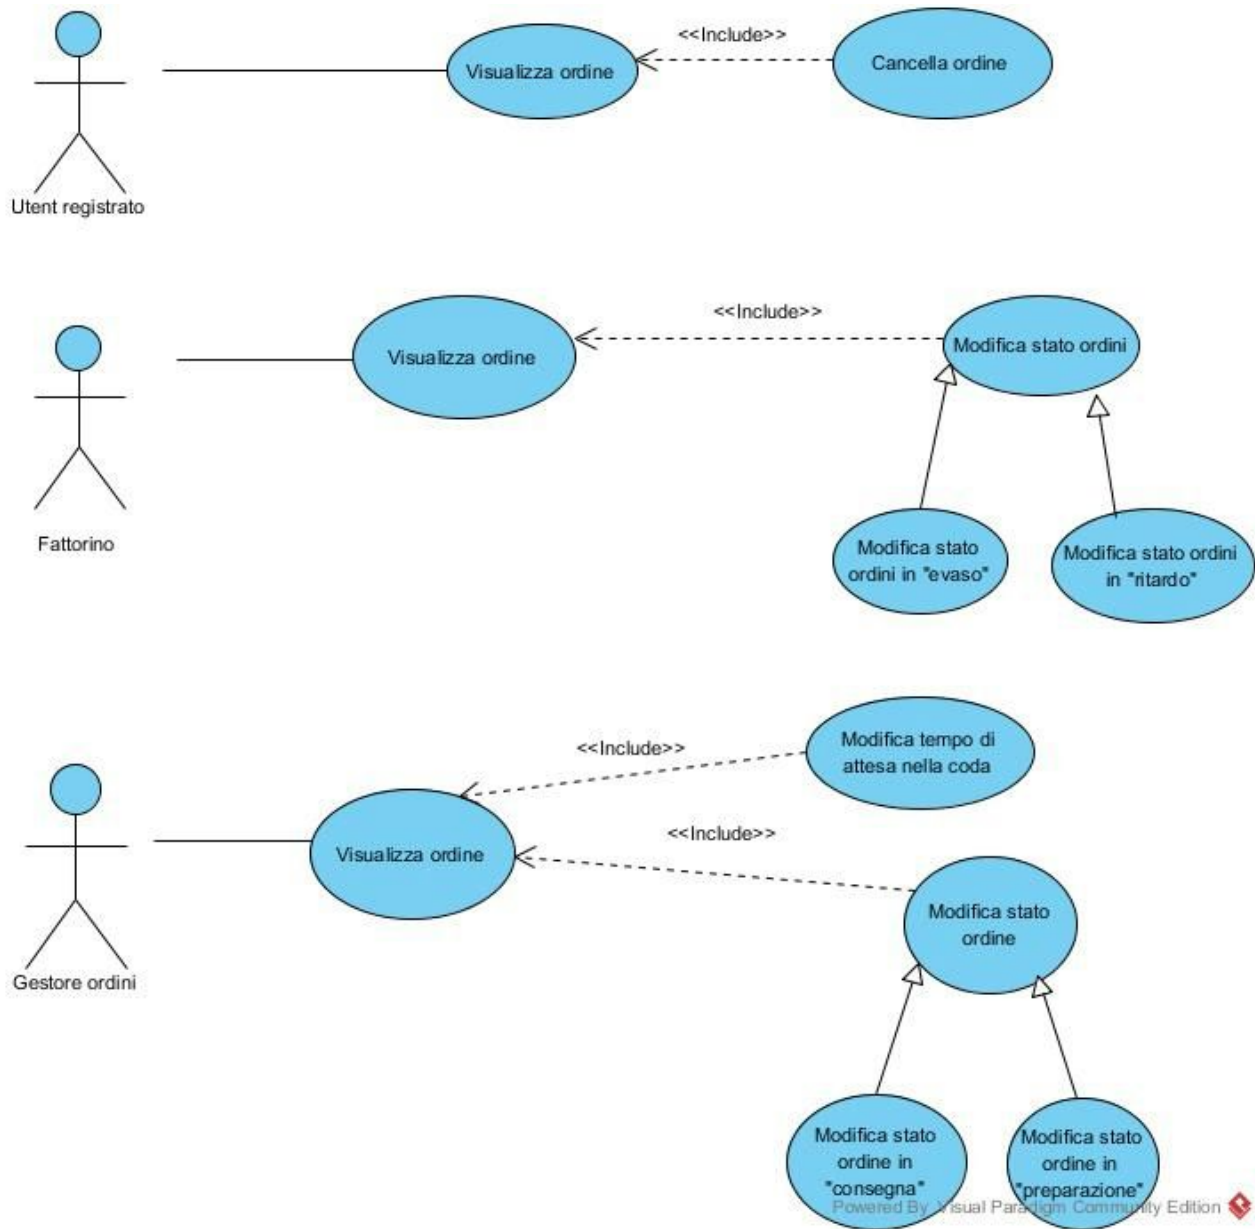 <<Include>>
Visualizza ordine
Cancella ordine
Utent registrato
<<Include>>
Visualizza ordine
Modifica stato ordini
Fattorino
Modifica stato
ordini in "evaso"
Modifica stato ordini
in "ritardo"
<<Include>>
Modifica tempo di
attesa nella coda
<<Include>>
Visualizza ordine
Modifica stato
ordine
Gestore ordini
Modifica stato
ordine in
"consegna"
Modifica stato
ordine in
"preparazione"
Powered By Visual Paradigm Community Edition